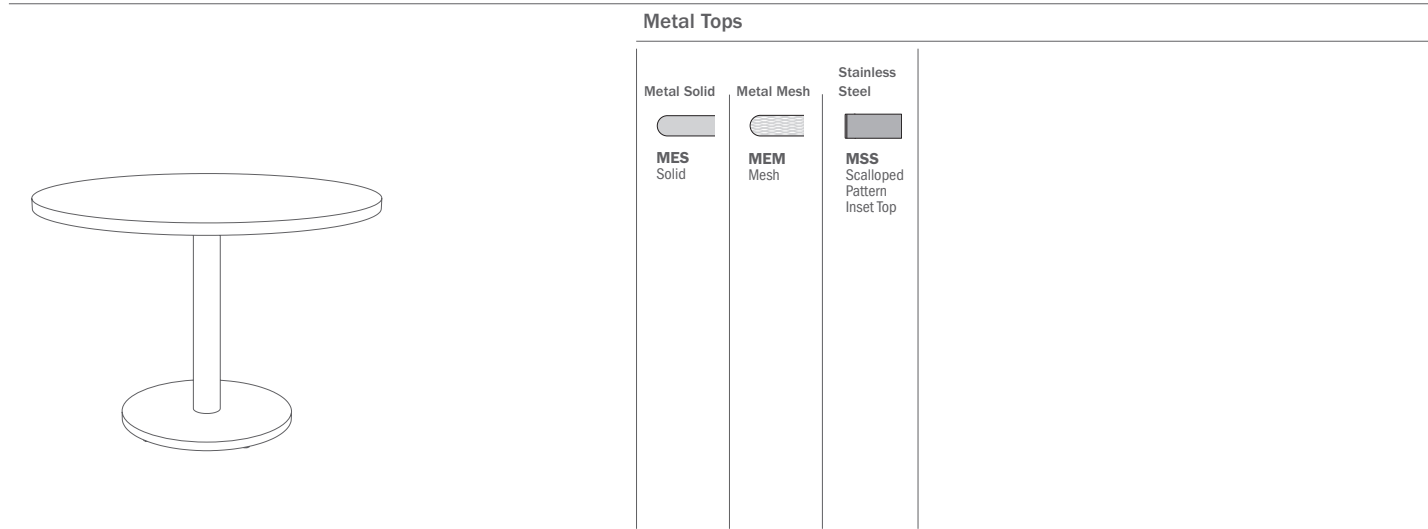 Metal Tops
Metal Solid
MES
Solid
Metal Mesh
MEM
Mesh
Stainless
Steel
MSS
Scalloped
Pattern
Inset Top